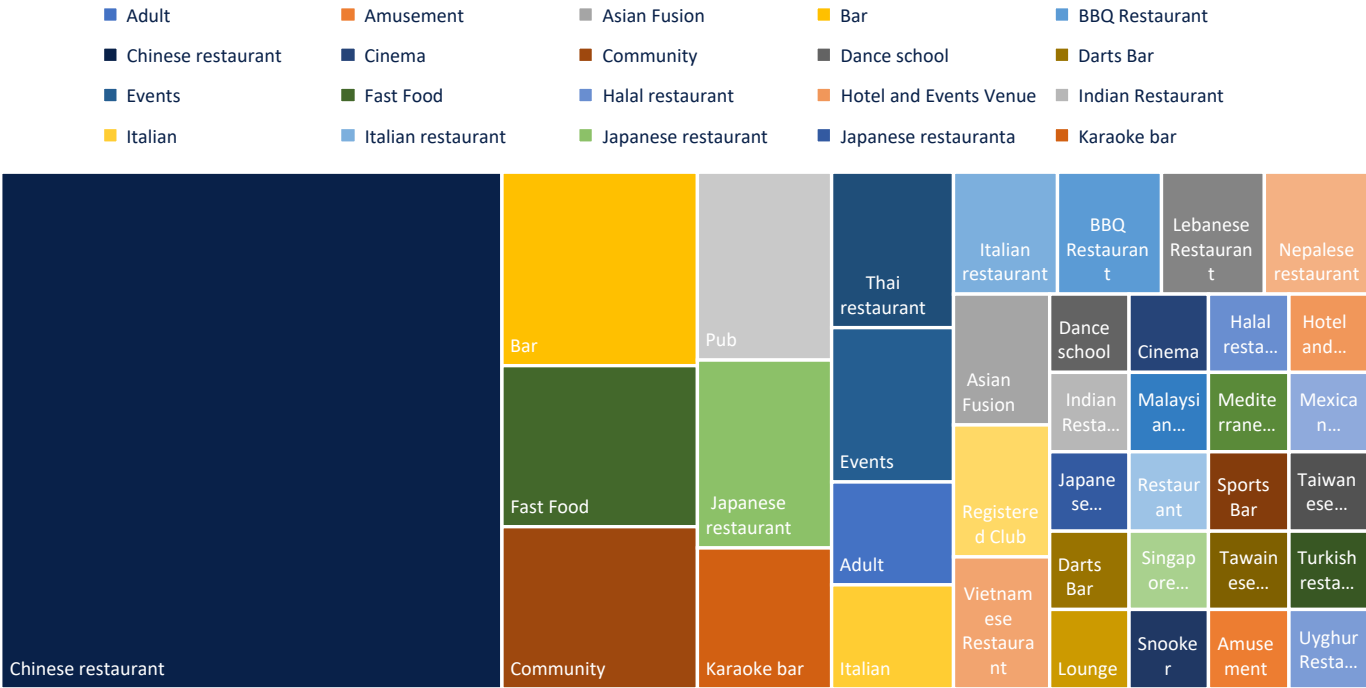 Adult
Amusement
Asian Fusion
Bar
BBQ Restaurant
Chinese restaurant
Cinema
Community
Dance school
Darts Bar
Events
Fast Food
Halal restaurant
Hotel and Events Venue
Indian Restaurant
Italian
Italian restaurant
Japanese restaurant
Japanese restauranta
Karaoke bar
Chinese restaurant
Bar
Fast Food
Community
Pub
Japanese
restaurant
Karaoke bar
Thai
restaurant
Events
Adult
Italian
Italian
restaurant
BBQ
Restauran
t
Lebanese
Restauran
t
Nepalese
restaurant
Asian
Fusion
Registere
d Club
Vietnam
ese
Restaura
nt
Dance
school
Cinema
Halal
resta...
Hotel
and...
Indian
Resta...
Malaysi
an...
Medite
rrane...
Mexica
n...
Japane
se...
Restaur
ant
Sports
Bar
Taiwan
ese...
Darts
Bar
Singap
ore...
Tawain
ese...
Turkish
resta...
Lounge
Snooke
r
Amuse
ment
Uyghur
Resta...